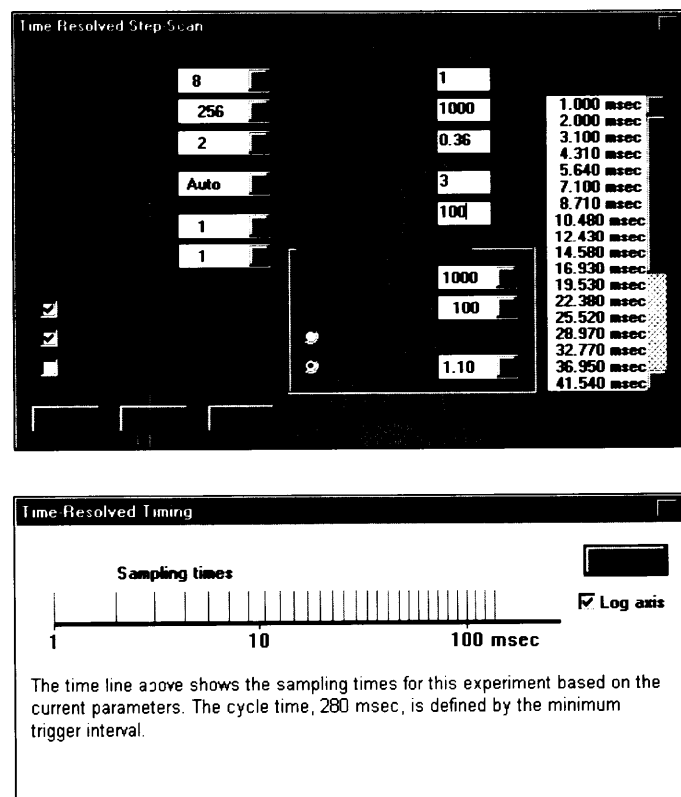 Time Resolved Step-Scan
8
256
2
Auto
1
1
1
1000
0.36
3
100
1000
100
1.10
1.000 msec
2.000 msec
3.100 msec
4.310 msec
5.640 msec
7.100 msec
8.710 msec
10.480 msec
12.430 msec
14.580 msec
16.930 msec
19.530 msec
22.380 msec
25.520 msec
28.970 msec
32.770 msec
36.950 msec
41.540 msec
Time-Resolved Timing
Sampling times
Log axis
1 10 100 msec
The time line above shows the sampling times for this experiment based on the
current parameters. The cycle time, 280 msec, is defined by the minimum
trigger interval.